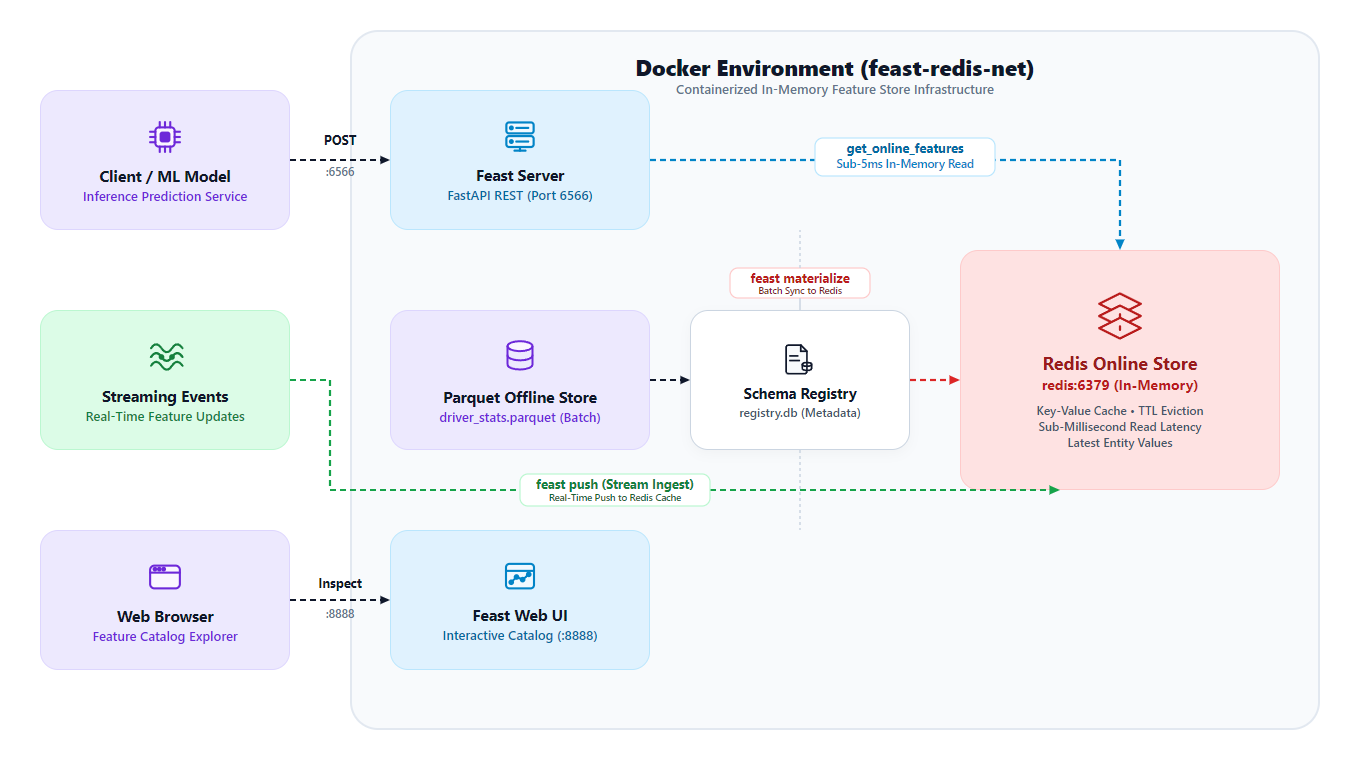 Docker Environment (feast-redis-net)
Containerized In-Memory Feature Store Infrastructure
Client / ML Model
Inference Prediction Service
POST
:6566
Feast Server
FastAPI REST (Port 6566)
get_online_features
Sub-5ms In-Memory Read
feast materialize
Batch Sync to Redis
Streaming Events
Real-Time Feature Updates
Parquet Offline Store
driver_stats.parquet (Batch)
Schema Registry
registry.db (Metadata)
Redis Online Store
redis:6379 (In-Memory)
Key-Value Cache • TTL Eviction
Sub-Millisecond Read Latency
Latest Entity Values
feast push (Stream Ingest)
Real-Time Push to Redis Cache
Web Browser
Feature Catalog Explorer
Inspect
:8888
Feast Web UI
Interactive Catalog (:8888)